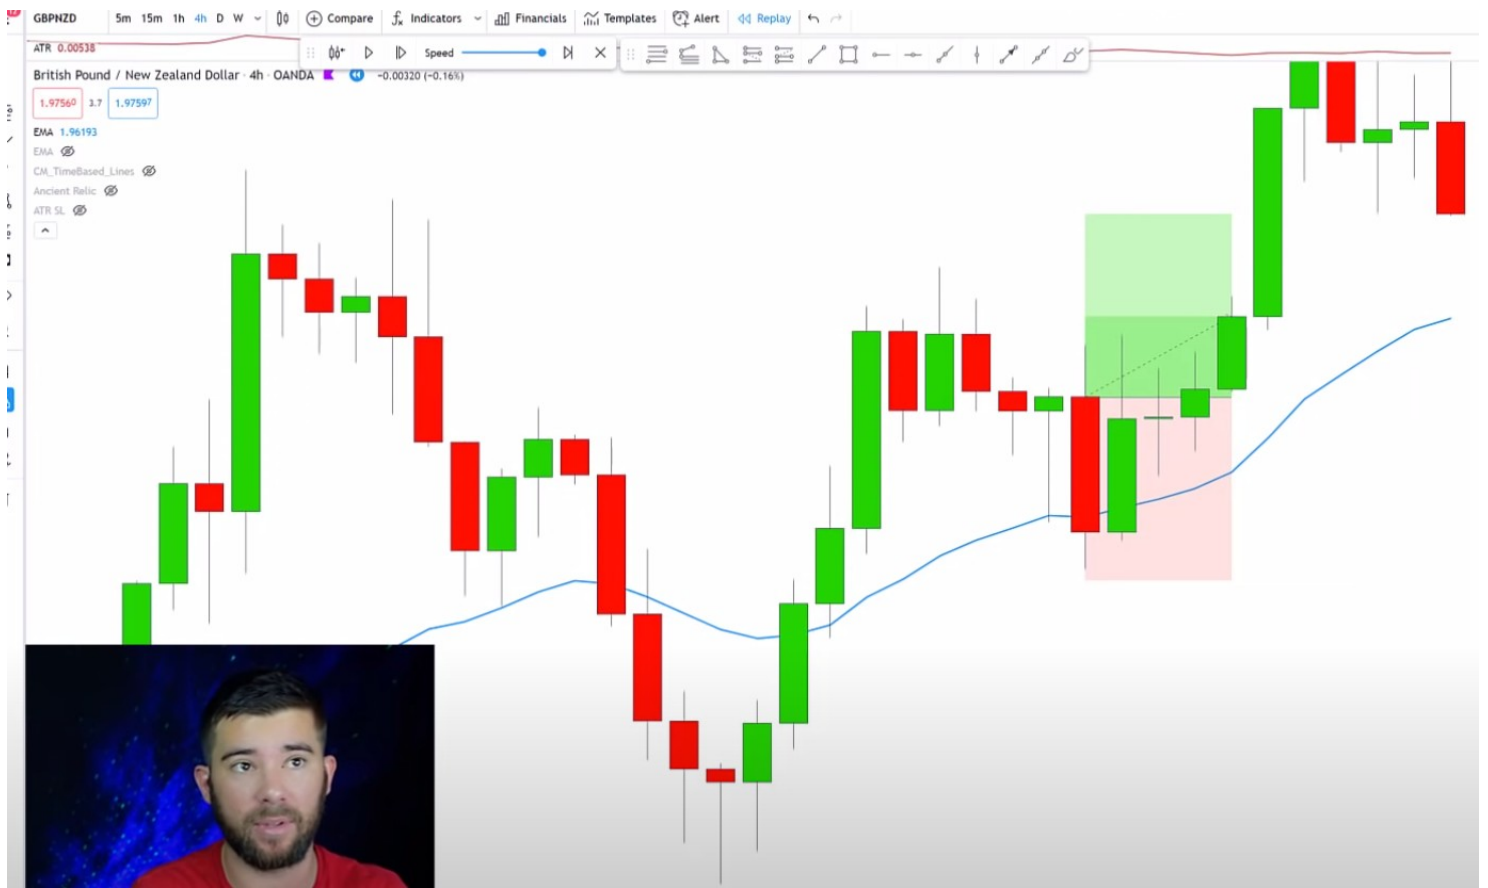 GBPNZD 5m 15m 1h 4h D W Compare Indicators Financials Templates Alert Replay
ATR 0.00538
Speed
British Pound / New Zealand Dollar · 4h · OANDA −0.00320 (−0.16%)
1.97560 3.7 1.97597
EMA 1.96193
EMA
CM_TimeBased_Lines
Ancient Relic
ATR SL